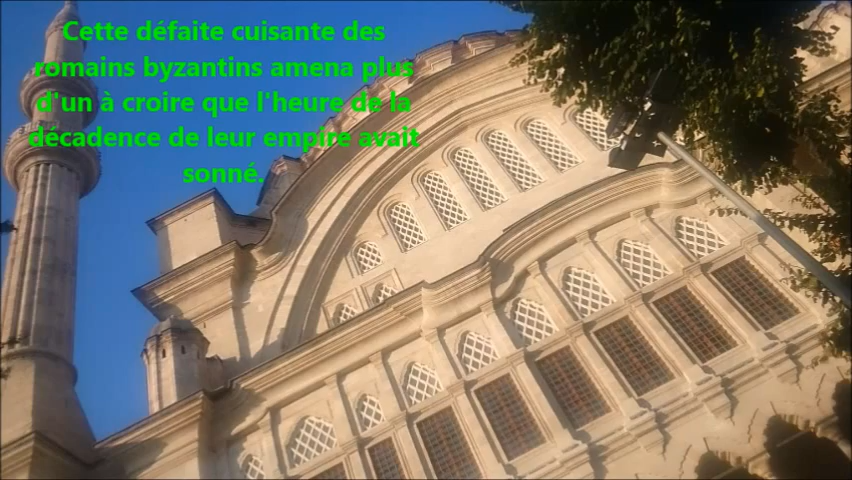 Cette défaite cuisante des
romains byzantins amena plus
d'un à croire que l'heure de la
décadence de leur empire avait
sonné.